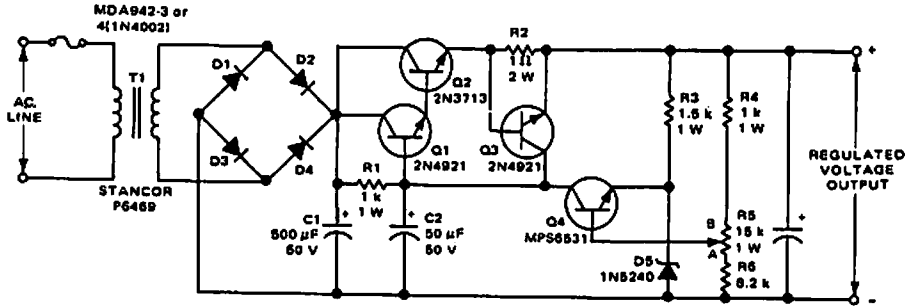 MDA942-3 or
4(1N4002)
T1
AC.
LINE
STANCOR
P6469
D1
D2
D3
D4
Q2
2N3713
Q1
2N4921
R1
1 k
1 W
C1
500 μF
50 V
C2
50 μF
50 V
R2
1Ω
2 W
Q3
2N4921
Q4
MPS6531
R3
1.5 k
1 W
R4
1 k
1 W
B
A
R5
15 k
1 W
R6
8.2 k
D5
1N5240
+
+
+
+
-
REGULATED
VOLTAGE
OUTPUT